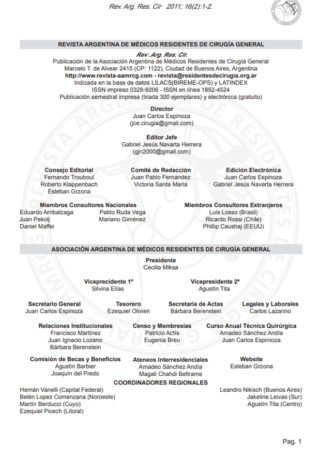 Rev. Arg. Res. Cir 2011; 16(2):1-2.
REVISTA ARGENTINA DE MÉDICOS RESIDENTES DE CIRUGÍA GENERAL
Rev. Arg. Res. Cir.
Publicación de la Asociación Argentina de Médicos Residentes de Cirugía General
Marcelo T. de Alvear 2415 (CP: 1122), Ciudad de Buenos Aires, Argentina
http://www.revista-aamrcg.com - revista@residentesdecirugia.org.ar
Indizada en la base de datos LILACS(BIREME-OPS) y LATINDEX
ISSN impreso 0328-9206 - ISSN en línea 1852-4524
Publicación semestral impresa (tirada 300 ejemplares) y electrónica (gratuito)
Director
Juan Carlos Espinoza
(jce.cirugia@gmail.com)
Editor Jefe
Gabriel Jesús Navarta Herrera
(gjn2000@gmail.com)
Consejo Editorial
Fernando Trouboul
Roberto Klappenbach
Esteban Grzona
Comité de Redacción
Juan Pablo Fernandez
Victoria Santa María
Edición Electrónica
Juan Carlos Espinoza
Gabriel Jesús Navarta Herrera
Miembros Consultores Nacionales
Eduardo Arribalzaga Pablo Ruda Vega
Juan Pekolj Mariano Giménez
Daniel Maffei
Miembros Consultores Extranjeros
Luis Losso (Brasil)
Ricardo Rossi (Chile)
Phillip Caushaj (EEUU)
ASOCIACIÓN ARGENTINA DE MÉDICOS RESIDENTES DE CIRUGÍA GENERAL
Presidente
Cecilia Miksa
Vicepresidente 1º
Silvina Elías
Vicepresidente 2º
Agustín Tita
Secretario General
Juan Carlos Espinoza
Tesorero
Ezequiel Olivieri
Secretaria de Actas
Bárbara Berenstein
Legales y Laborales
Carlos Lazarino
Relaciones Institucionales
Francisco Martínez
Juan Ignacio Lozano
Bárbara Berenstein
Censo y Membresías
Patricio Actis
Eugenia Breu
Curso Anual Técnica Quirúrgica
Amadeo Sánchez Andía
Juan Carlos Espinioza
Comisión de Becas y Beneficios
Agustín Barbier
Joaquín del Predo
Ateneos Interresidenciales
Amadeo Sánchez Andía
Magali Chahdi Beltrame
Website
Esteban Grzona
COORDINADORES REGIONALES
Hernán Vanelli (Capital Federal)
Belén Lopez Comenzana (Noroeste)
Martín Berducci (Cuyo)
Ezequiel Picech (Litoral)
Leandro Nikisch (Buenos Aires)
Jakeline Leivas (Sur)
Agustín Tita (Centro)
Pag. 1